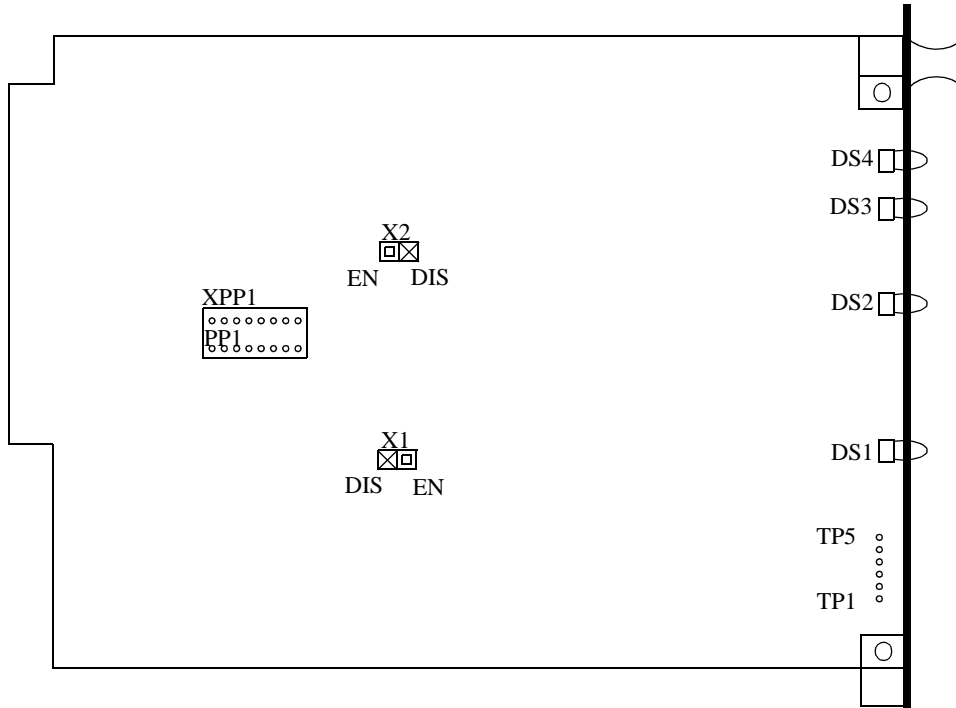 DS4
DS3
X2
EN DIS
XPP1
DS2
PP1
X1
DS1
DIS EN
TP5
TP1